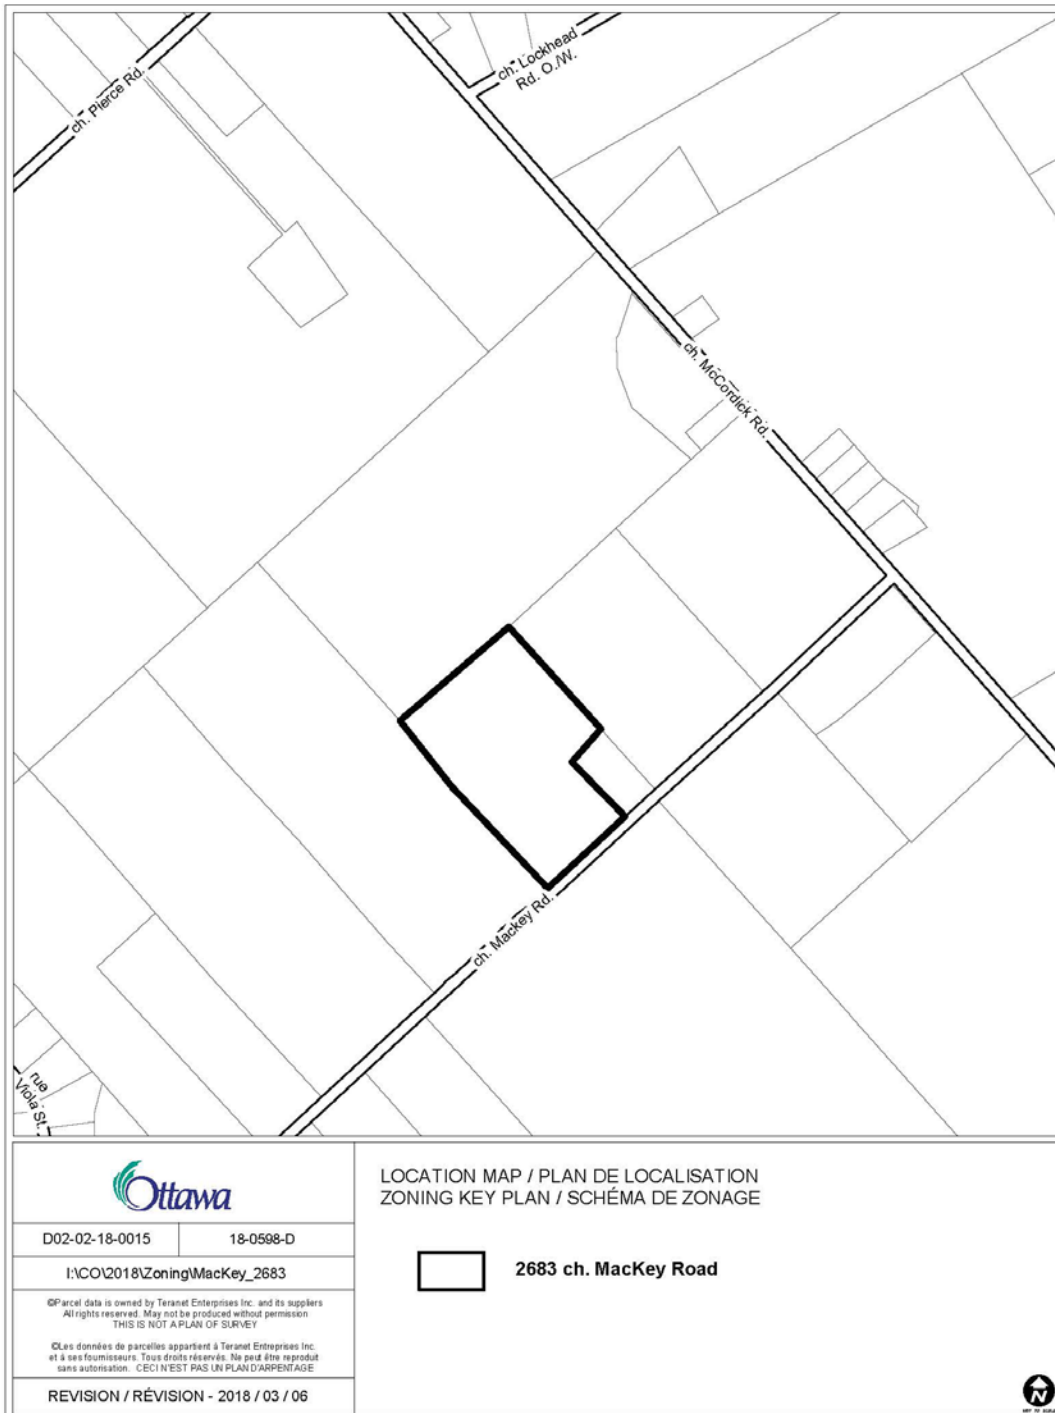 ch. Lockhead
Rd. O./W.
ch. Pierce Rd.
ch. McCordick Rd.
ch. Mackey Rd.
rue
Viola St.
Ottawa
D02-02-18-0015
18-0598-D
I:\CO\2018\Zoning\MacKey_2683
©Parcel data is owned by Teranet Enterprises Inc. and its suppliers
All rights reserved. May not be produced without permission
THIS IS NOT A PLAN OF SURVEY
©Les données de parcelles appartient à Teranet Entreprises Inc.
et à ses fournisseurs. Tous droits réservés. Ne peut être reproduit
sans autorisation. CECI N'EST PAS UN PLAN D'ARPENTAGE
REVISION / RÉVISION - 2018 / 03 / 06
LOCATION MAP / PLAN DE LOCALISATION
ZONING KEY PLAN / SCHÉMA DE ZONAGE
2683 ch. MacKey Road
N
NOT TO SCALE